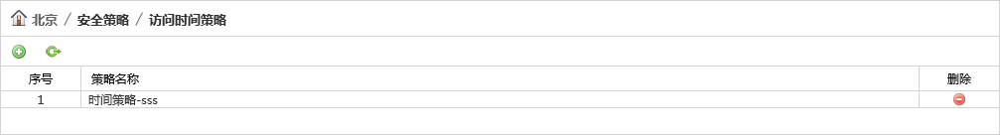 北京 / 安全策略 / 访问时间策略
序号 策略名称 删除
1 时间策略-sss